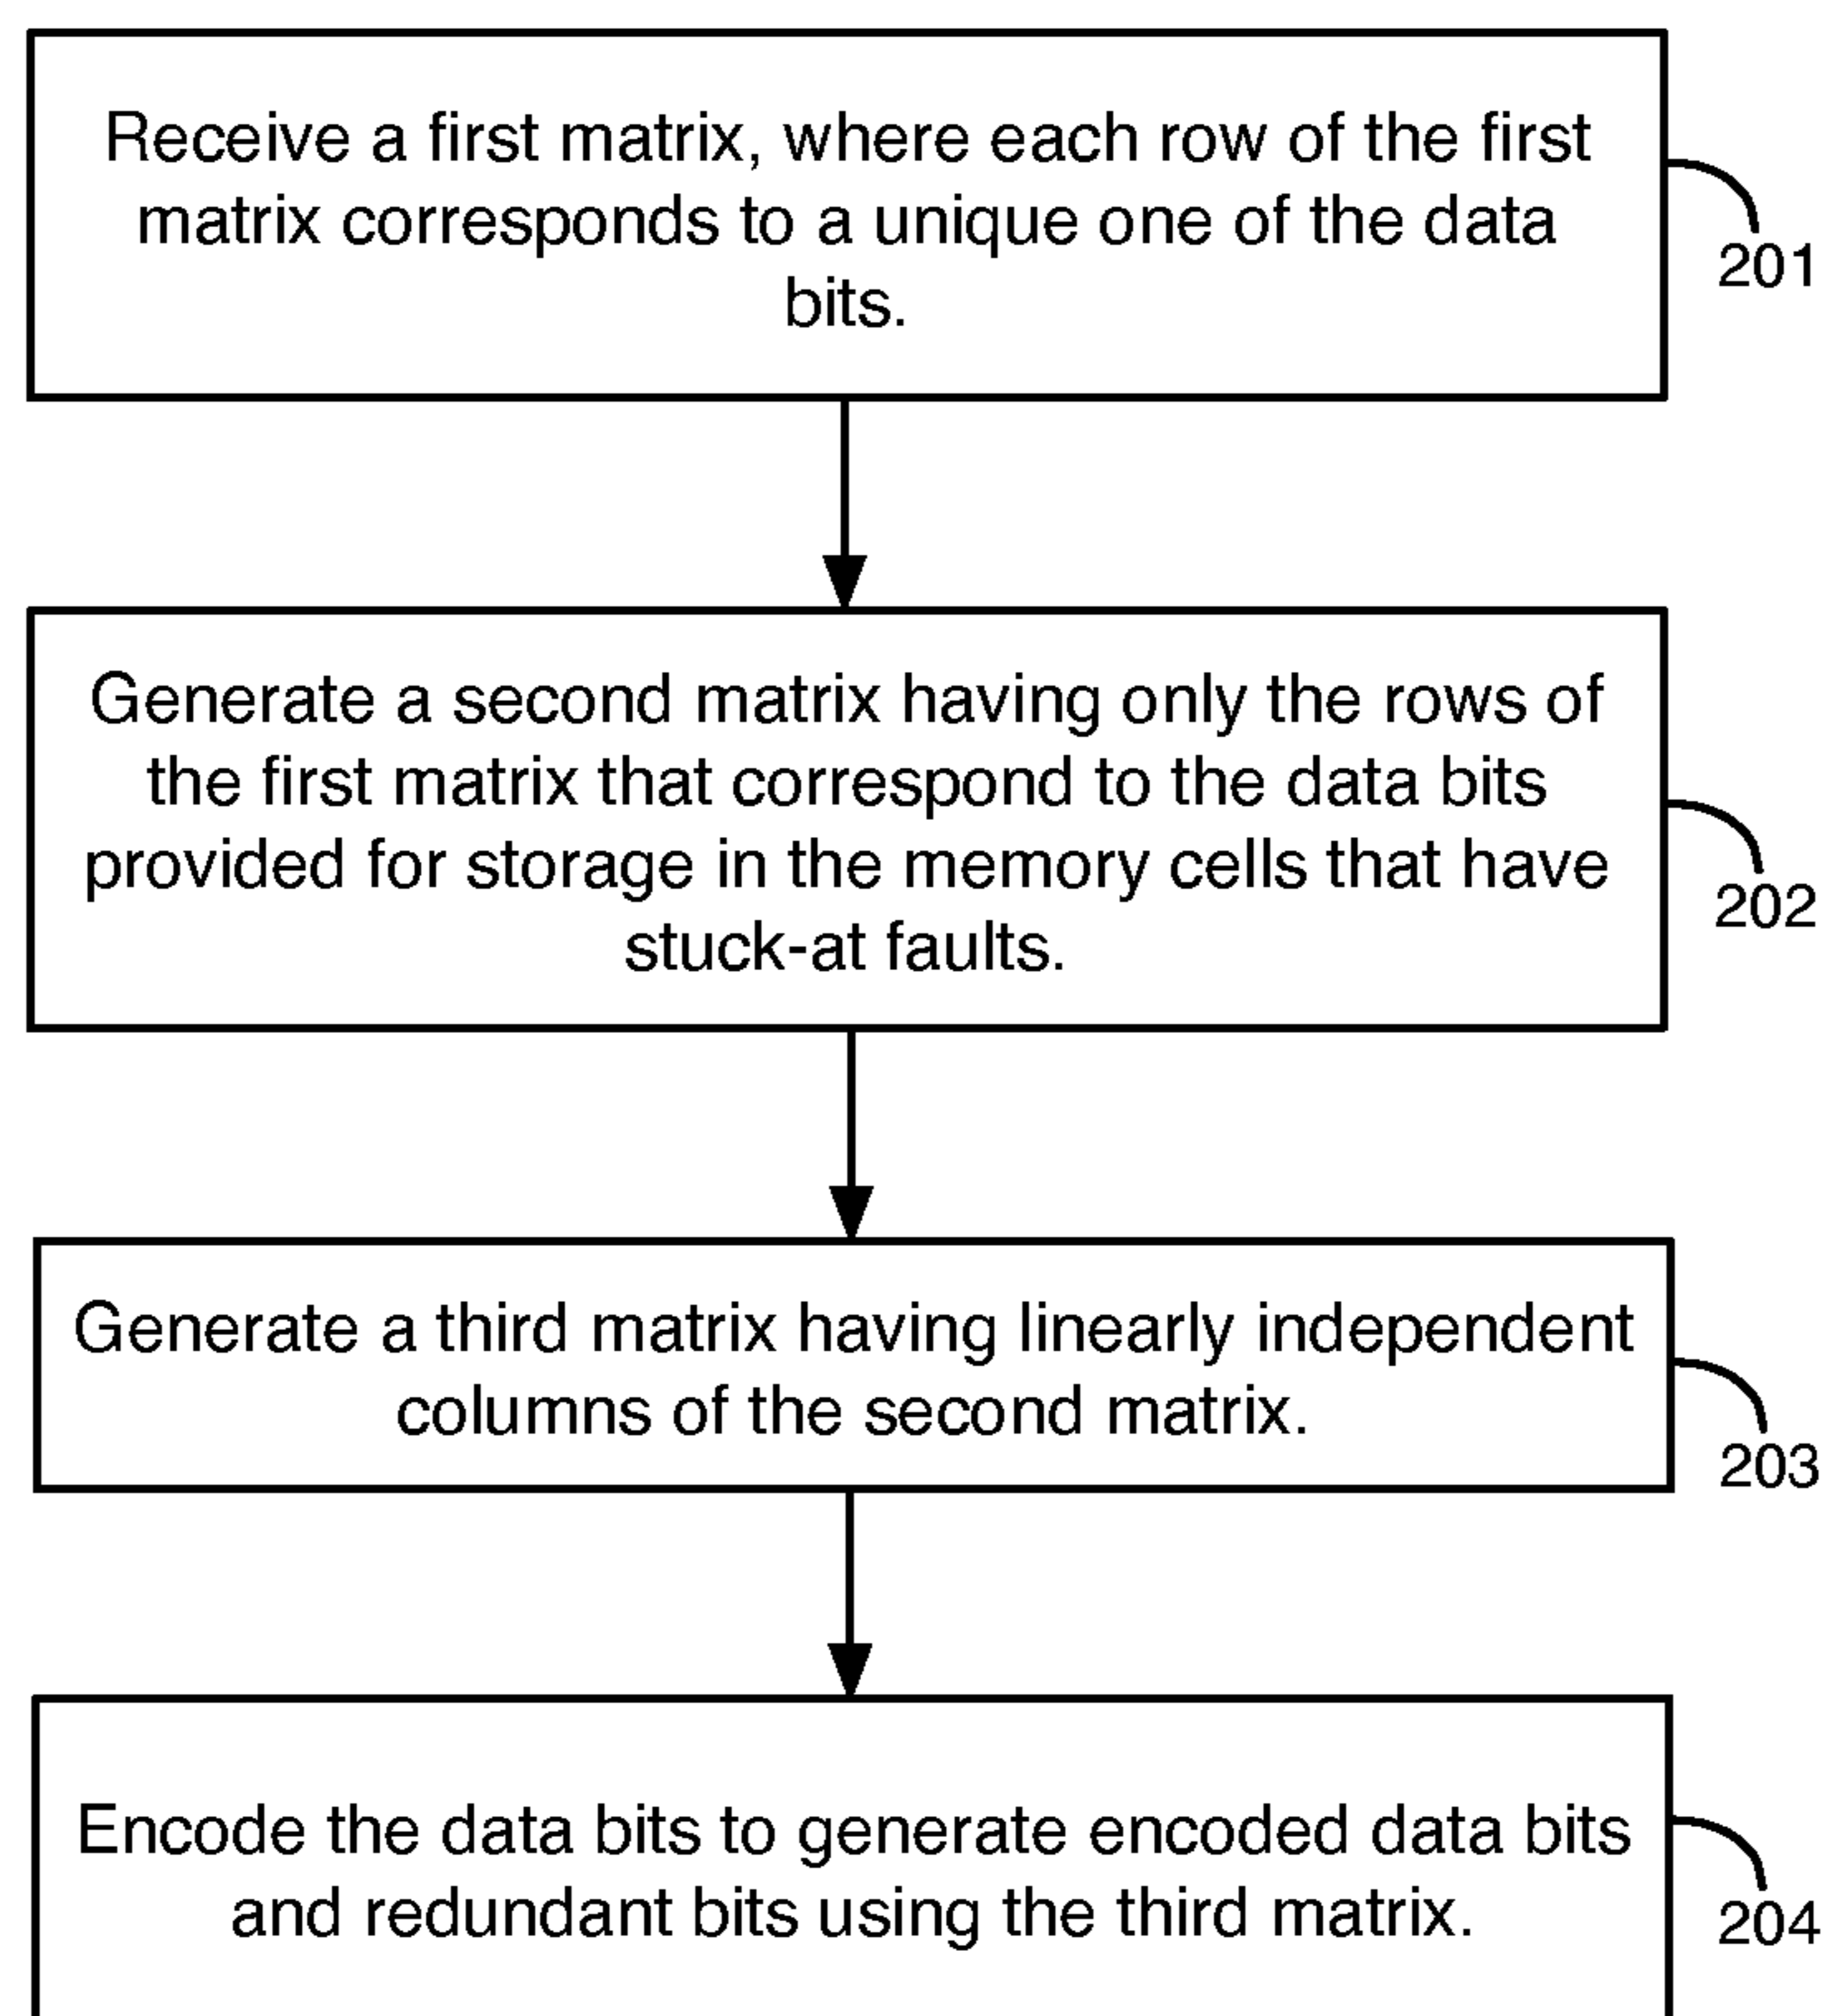 Receive a first matrix, where each row of the first
matrix corresponds to a unique one of the data
bits.
201
Generate a second matrix having only the rows of
the first matrix that correspond to the data bits
provided for storage in the memory cells that have
stuck-at faults.
202
Generate a third matrix having linearly independent
columns of the second matrix.
203
Encode the data bits to generate encoded data bits
and redundant bits using the third matrix.
204